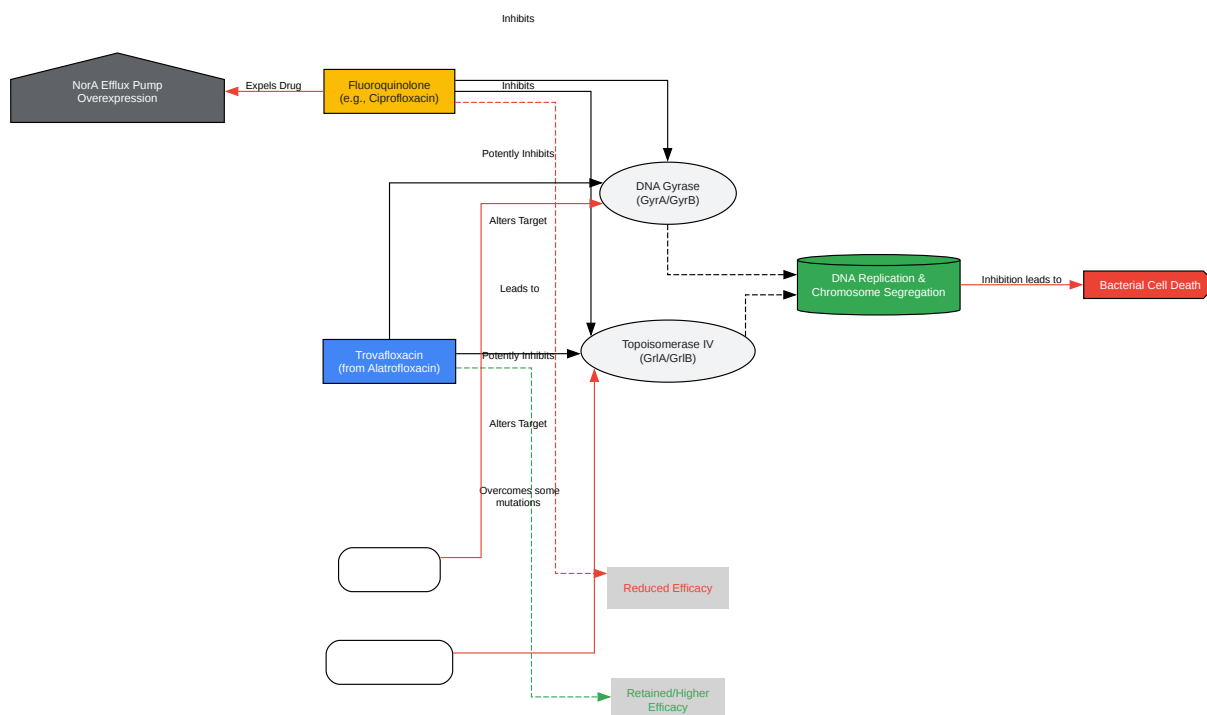 Inhibits
NorA Efflux Pump
Overexpression
Expels Drug
Fluoroquinolone
(e.g., Ciprofloxacin)
Inhibits
Potently Inhibits
DNA Gyrase
(GyrA/GyrB)
Alters Target
Leads to
DNA Replication &
Chromosome Segregation
Inhibition leads to
Bacterial Cell Death
Trovafloxacin
(from Alatrofloxacin)
Potently Inhibits
Topoisomerase IV
(GrlA/GrlB)
Alters Target
Overcomes some
mutations
Reduced Efficacy
Retained/Higher
Efficacy